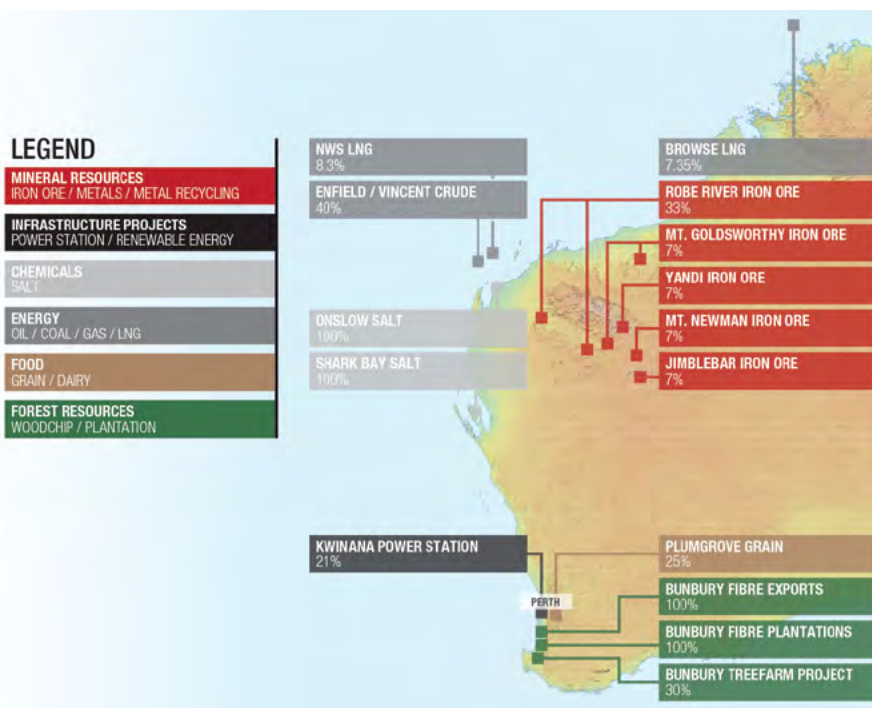 LEGEND
MINERAL RESOURCES
IRON ORE / METALS / METAL RECYCLING
INFRASTRUCTURE PROJECTS
POWER STATION / RENEWABLE ENERGY
CHEMICALS
SALT
ENERGY
OIL / COAL / GAS / LNG
FOOD
GRAIN / DAIRY
FOREST RESOURCES
WOODCHIP / PLANTATION
NWS LNG
8.3%
ENFIELD / VINCENT CRUDE
40%
ONSLOW SALT
100%
SHARK BAY SALT
100%
KWINANA POWER STATION
21%
PERTH
BROWSE LNG
7.35%
ROBE RIVER IRON ORE
33%
MT. GOLDSWORTHY IRON ORE
7%
YANDI IRON ORE
7%
MT. NEWMAN IRON ORE
7%
JIMBLEBAR IRON ORE
7%
PLUMGROVE GRAIN
25%
BUNBURY FIBRE EXPORTS
100%
BUNBURY FIBRE PLANTATIONS
100%
BUNBURY TREEFARM PROJECT
30%